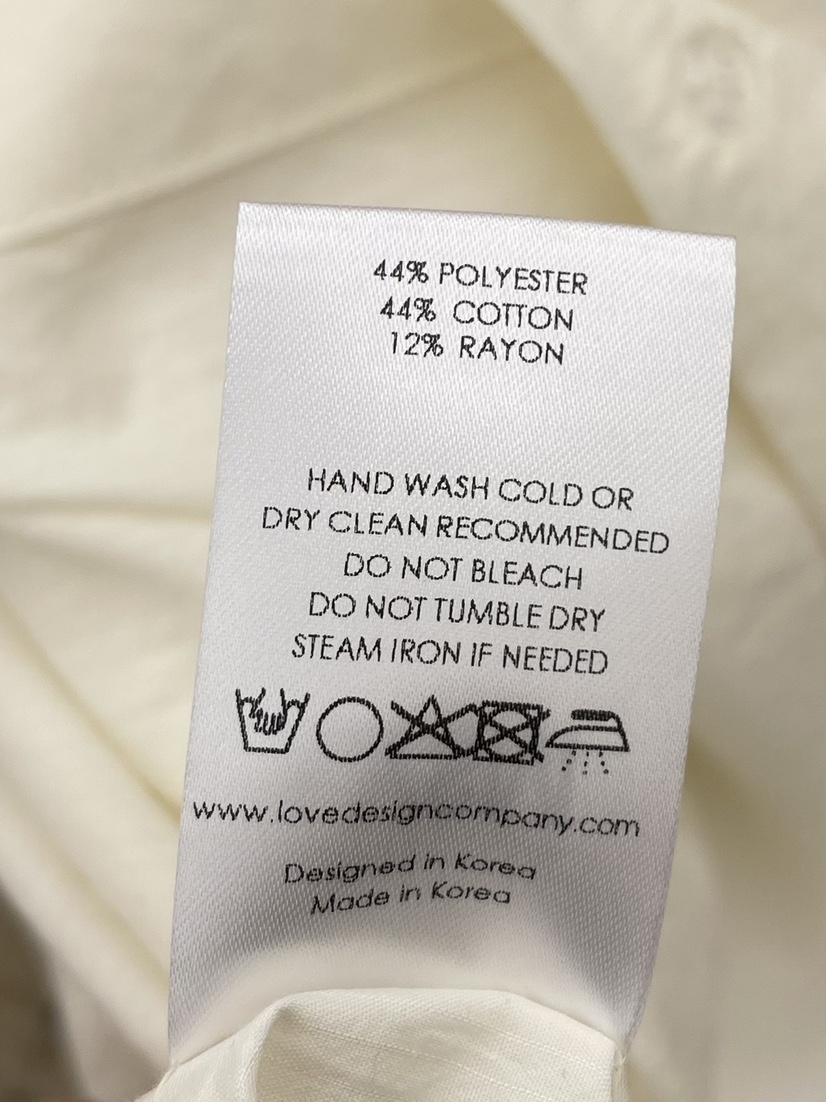 44% POLYESTER
44% COTTON
12% RAYON
HAND WASH COLD OR
DRY CLEAN RECOMMENDED
DO NOT BLEACH
DO NOT TUMBLE DRY
STEAM IRON IF NEEDED
www.lovedesigncompany.com
Designed in Korea
Made in Korea